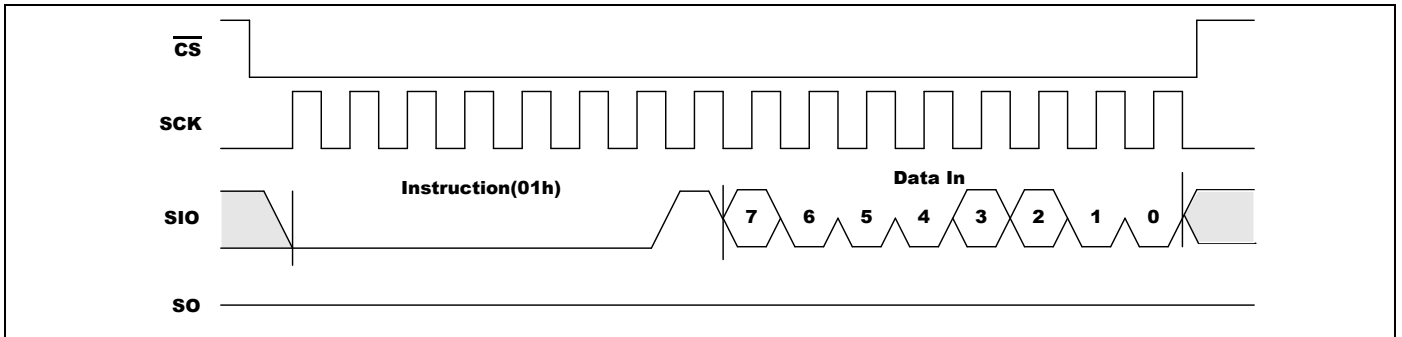 CS
SCK
Instruction(01h)
Data In
SIO
7 6 5 4 3 2 1 0
SO